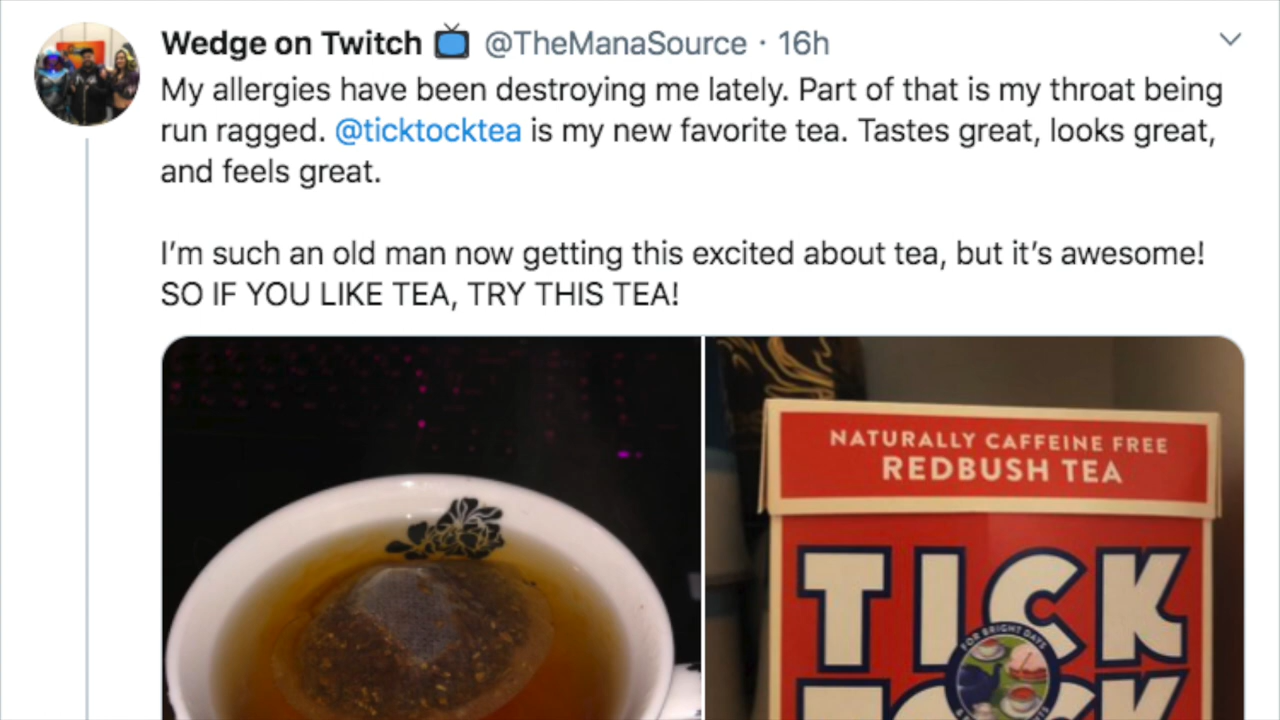 Wedge on Twitch 📺 @TheManaSource · 16h
My allergies have been destroying me lately. Part of that is my throat being
run ragged. @ticktocktea is my new favorite tea. Tastes great, looks great,
and feels great.
I’m such an old man now getting this excited about tea, but it’s awesome!
SO IF YOU LIKE TEA, TRY THIS TEA!
NATURALLY CAFFEINE FREE
REDBUSH TEA
TICK
FOR BRIGHT DAYS